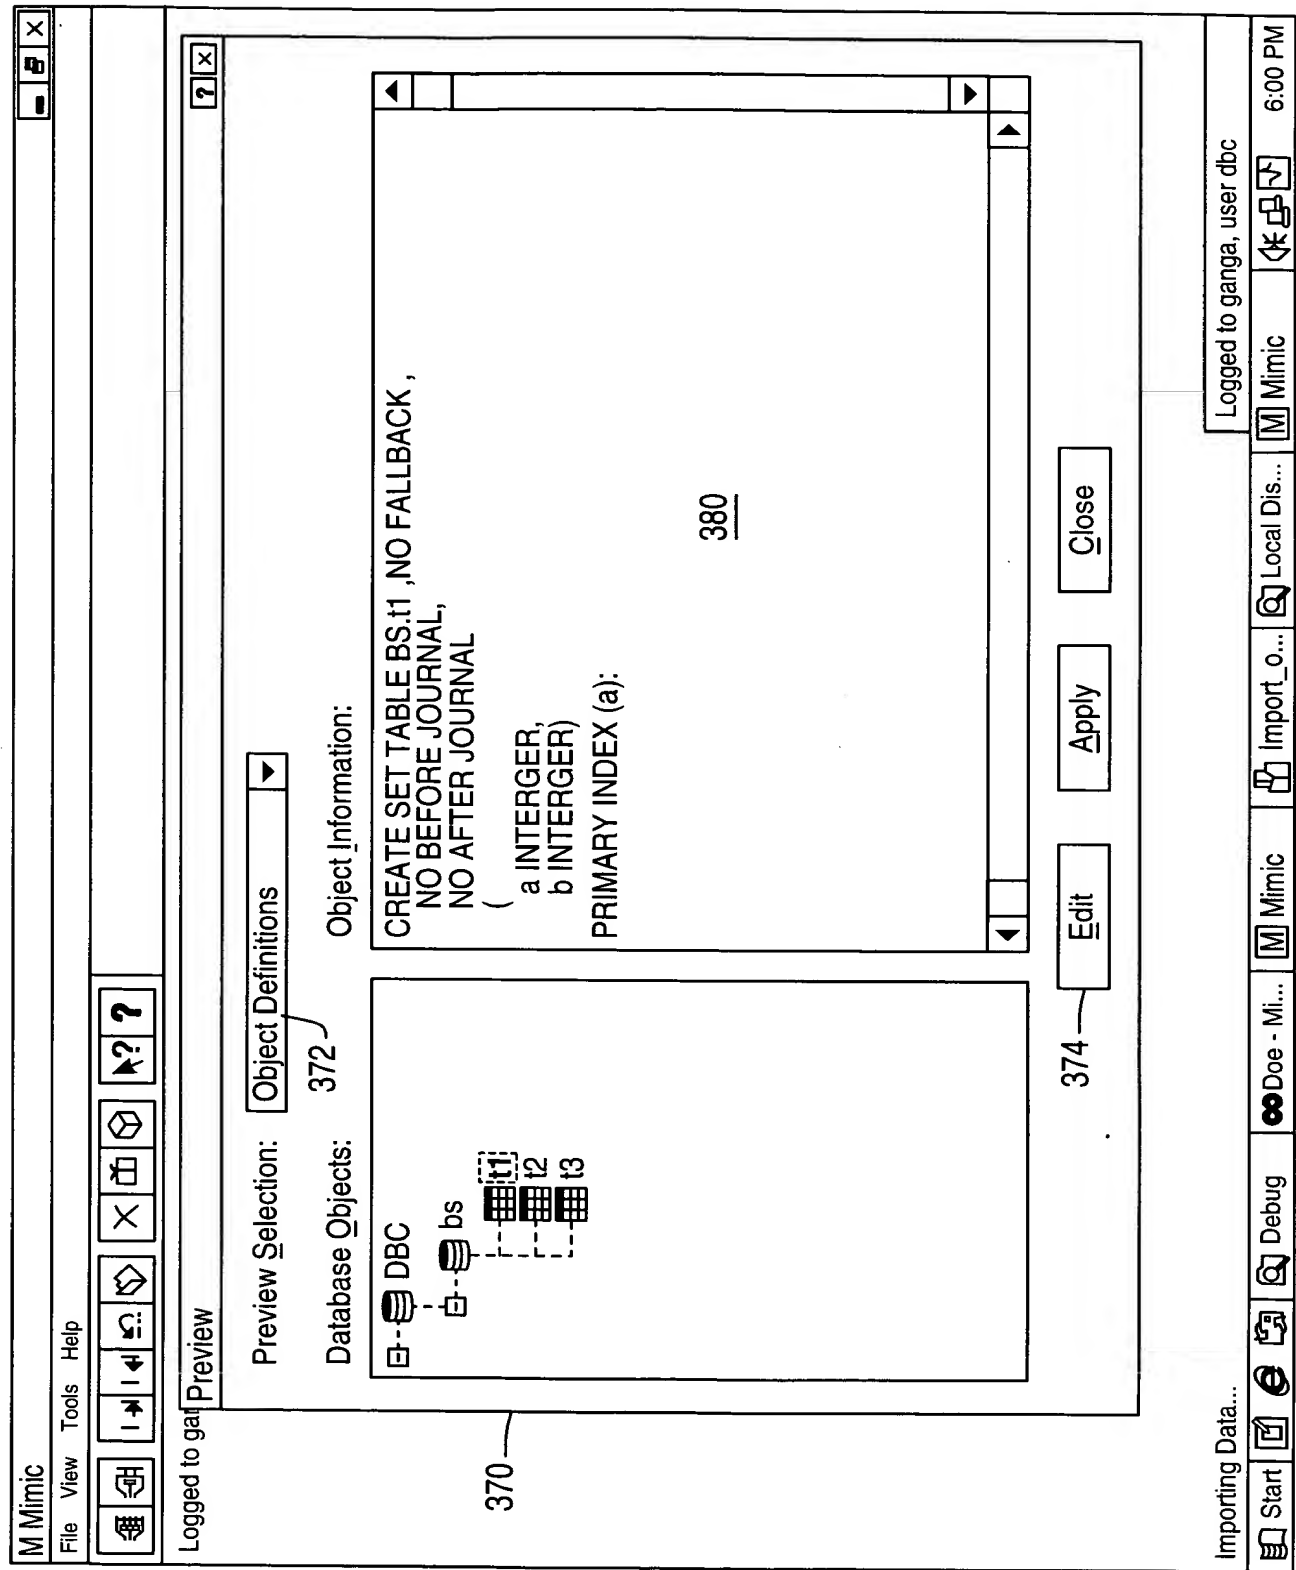 M Mimic
File View Tools Help
Logged to gar
Preview
Preview Selection:
Object Definitions
372
Database Objects:
Object Information:
DBC
bs
t1
t2
t3
CREATE SET TABLE BS.t1 ,NO FALLBACK ,
NO BEFORE JOURNAL,
NO AFTER JOURNAL
(
a INTERGER,
b INTERGER)
PRIMARY INDEX (a):
380
370
374
Edit
Apply
Close
Importing Data...
Logged to ganga, user dbc
Start
Debug
Doe - Mi...
M Mimic
Import_o...
Local Dis...
M Mimic
6:00 PM